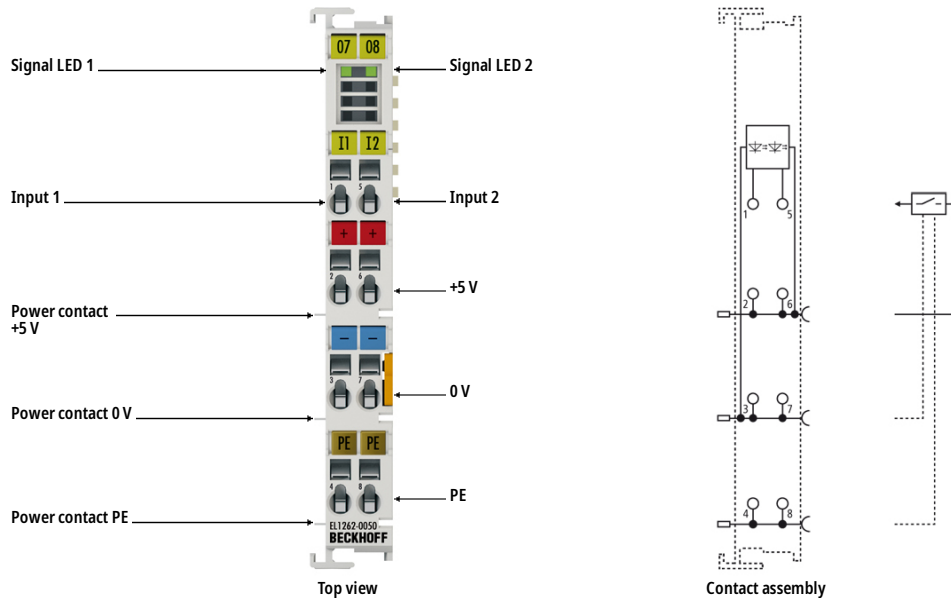 07 08
Signal LED 1
Signal LED 2
I1 I2
1 5
Input 1
Input 2
+ +
2 6
+5 V
Power contact
+5 V
− −
3 7
0 V
Power contact 0 V
PE PE
4 8
PE
Power contact PE
EL1262-0050
BECKHOFF
Top view
1 5
2 6
3 7
4 8
Contact assembly